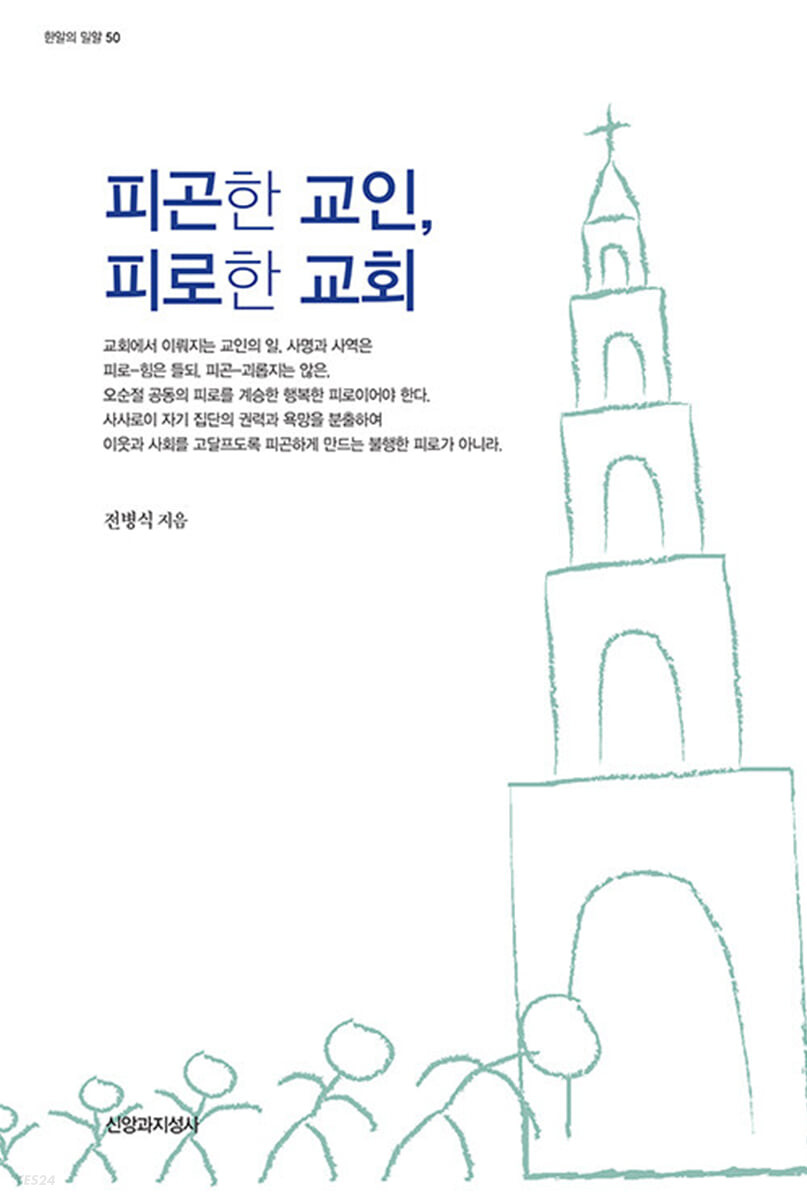 한알의 밀알 50
피곤한 교인,
피로한 교회
교회에서 이뤄지는 교인의 일, 사명과 사역은
피로-힘은 들되, 피곤-괴롭지는 않은,
오순절 공동의 피로를 계승한 행복한 피로이어야 한다.
사사로이 자기 집단의 권력과 욕망을 분출하여
이웃과 사회를 고달프도록 피곤하게 만드는 불행한 피로가 아니라.
전병식 지음
신앙과지성사
YES24